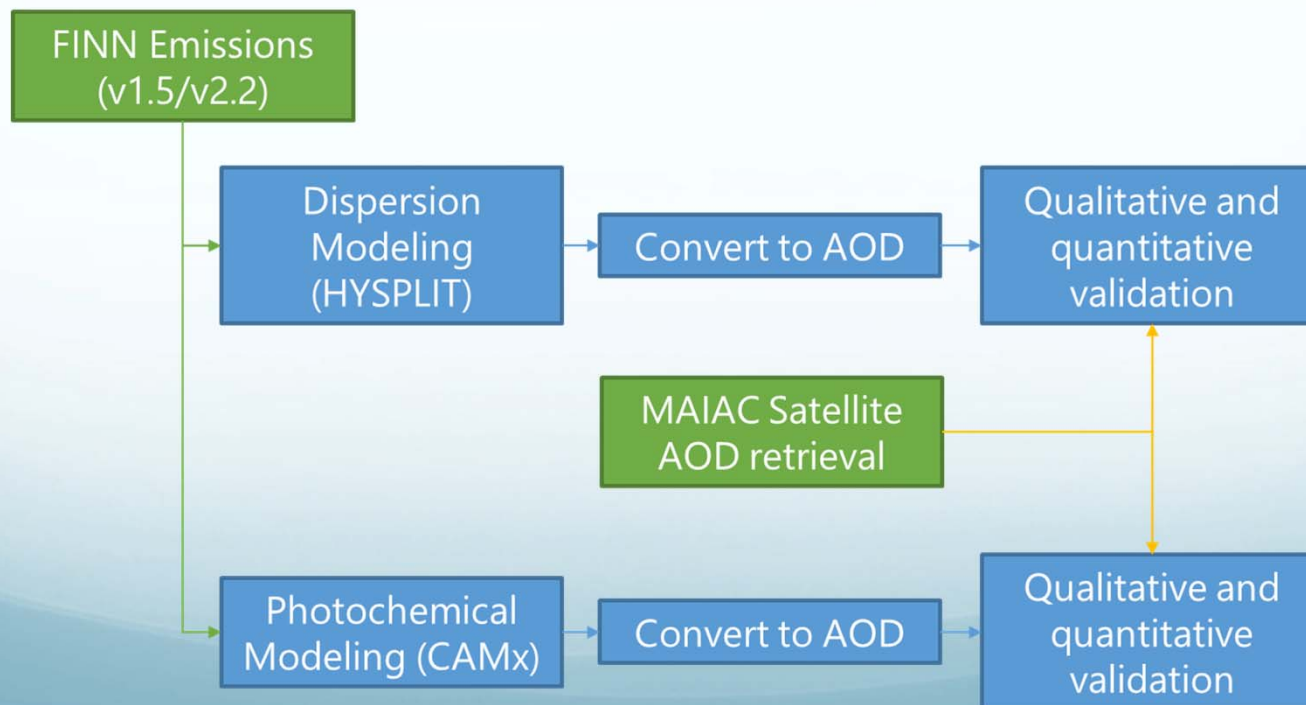 FINN Emissions
(v1.5/v2.2)
Dispersion
Modeling
(HYSPLIT)
Convert to AOD
Qualitative and
quantitative
validation
MAIAC Satellite
AOD retrieval
Photochemical
Modeling (CAMx)
Convert to AOD
Qualitative and
quantitative
validation